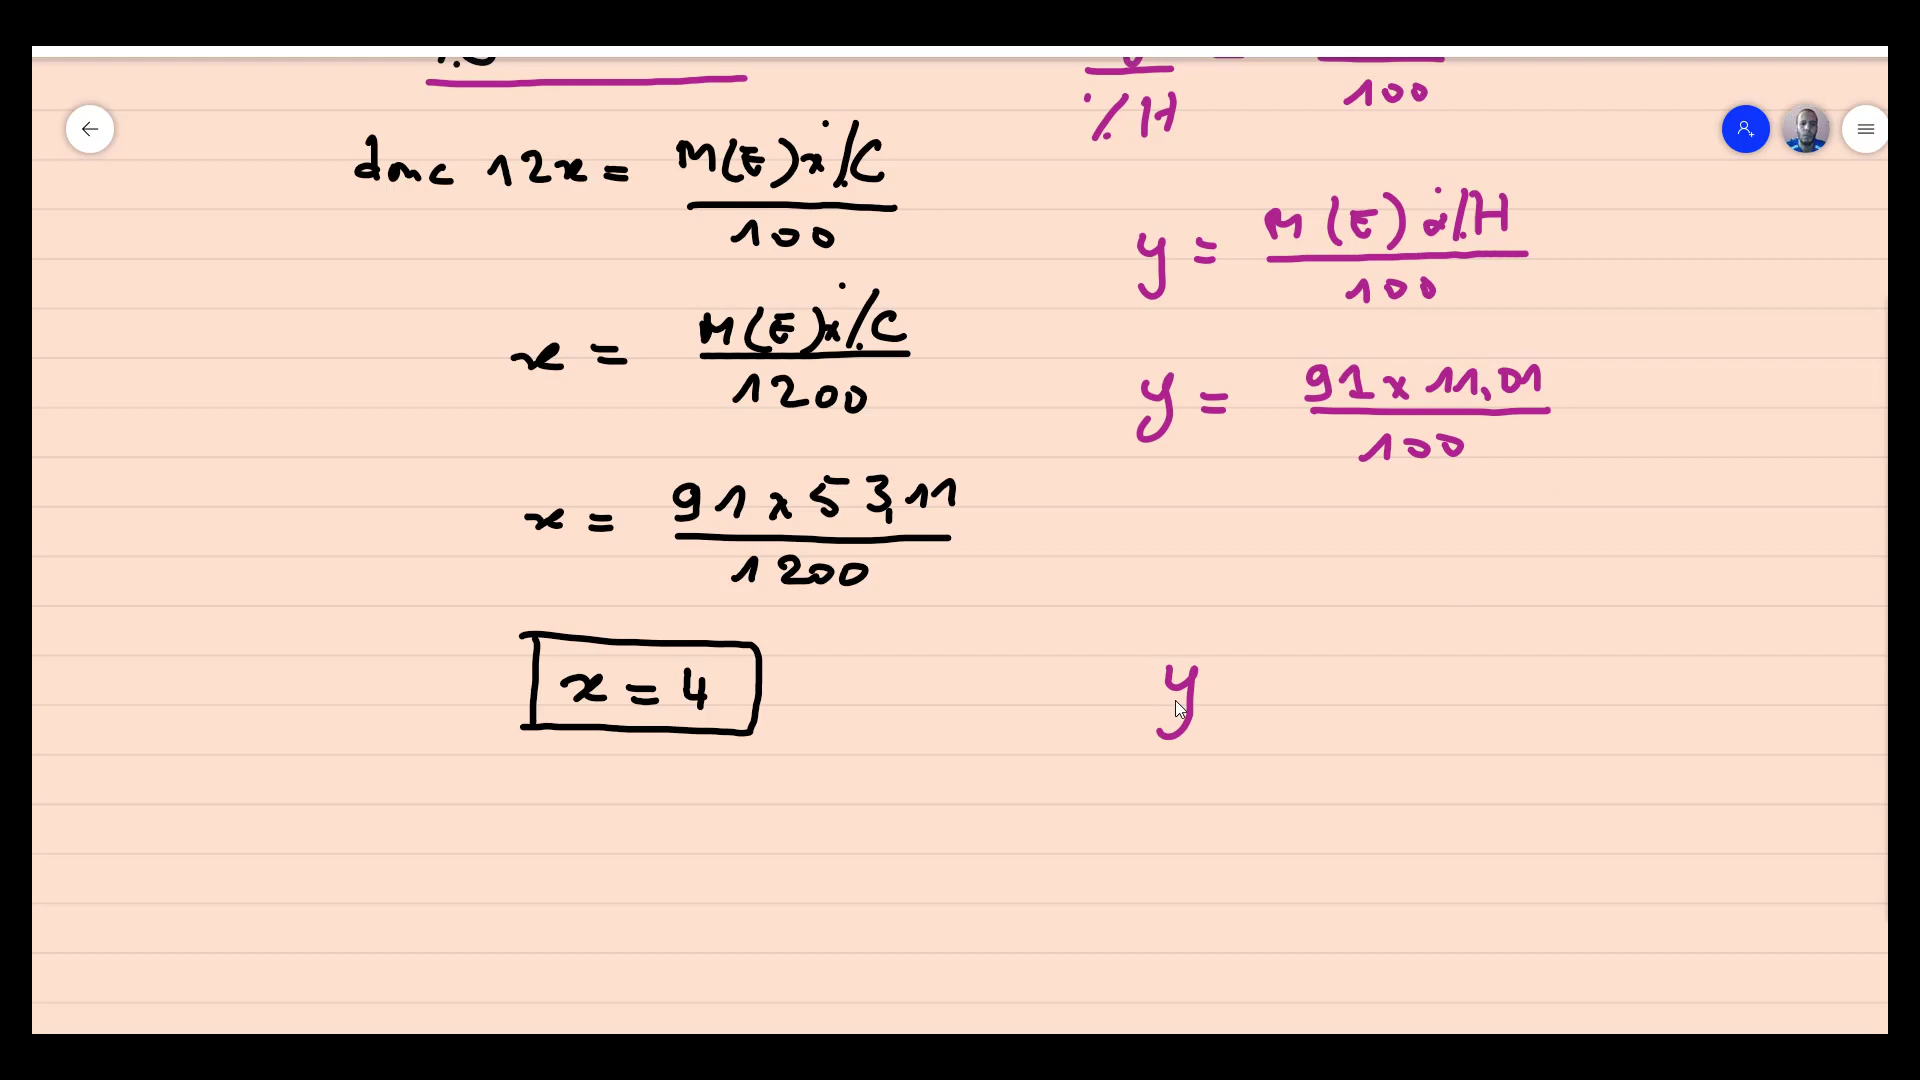 donc 12x = M(E) x %C
100
x = M(E) x %C
1200
x = 91 x 53,11
1200
x = 4
%H
100
y = M(E) x %H
100
y = 91 x 11,01
100
y